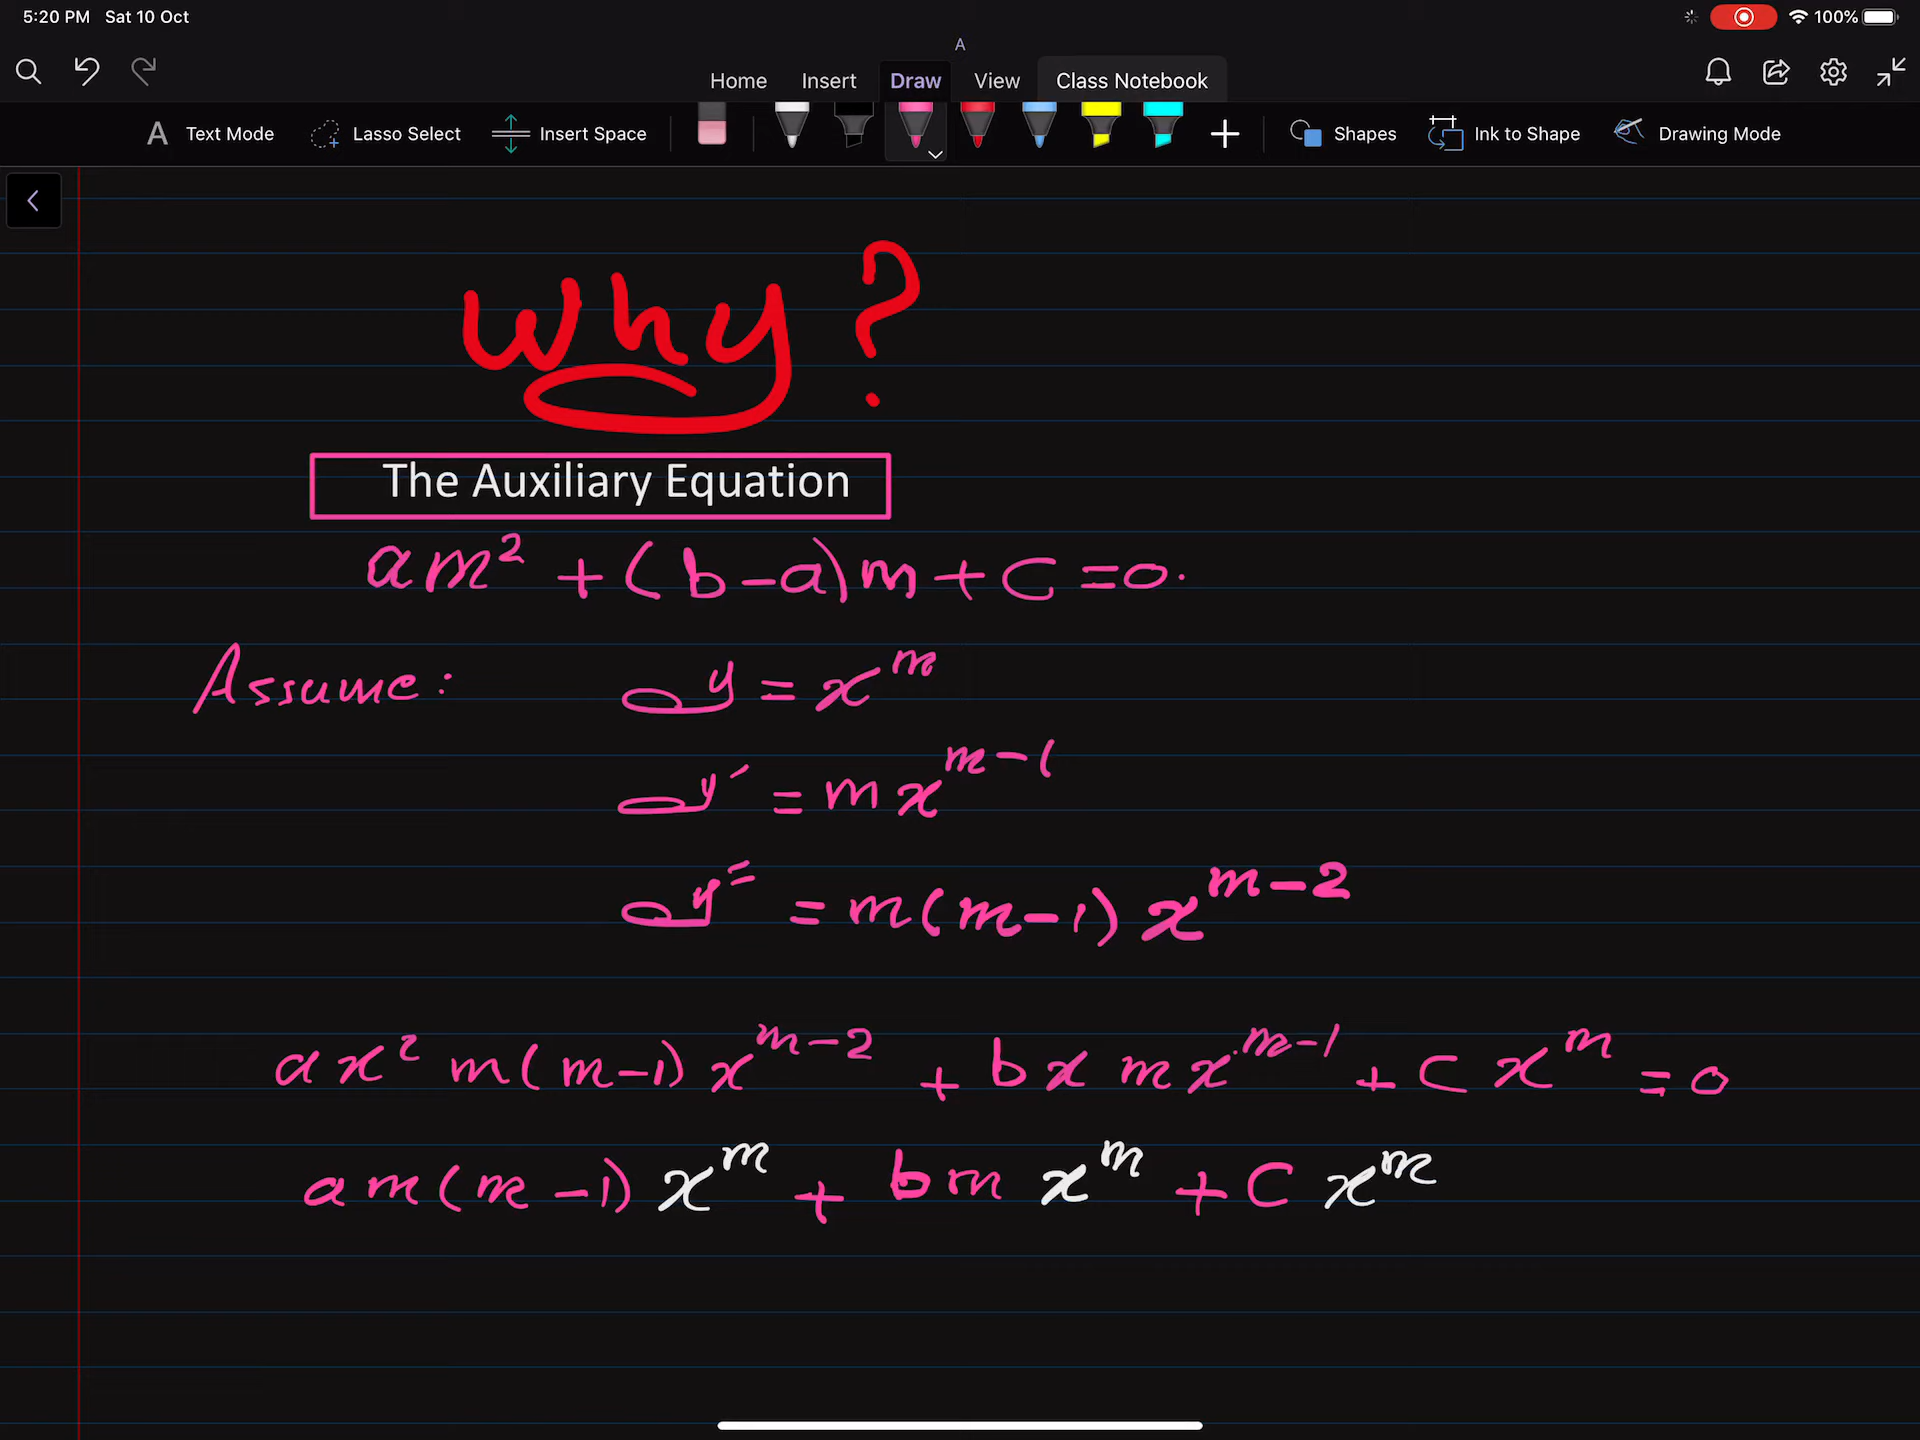 5:20 PM Sat 10 Oct 100%
A
Home Insert Draw View Class Notebook
A Text Mode Lasso Select Insert Space Shapes Ink to Shape Drawing Mode
Why?
The Auxiliary Equation
am² + (b-a)m + c = 0.
Assume: y = x^m
y′ = mx^{m-1}
y″ = m(m-1) x^{m-2}
ax² m(m-1) x^{m-2} + bx mx^{m-1} + c x^m = 0
am(m-1) x^m + bm x^m + c x^m